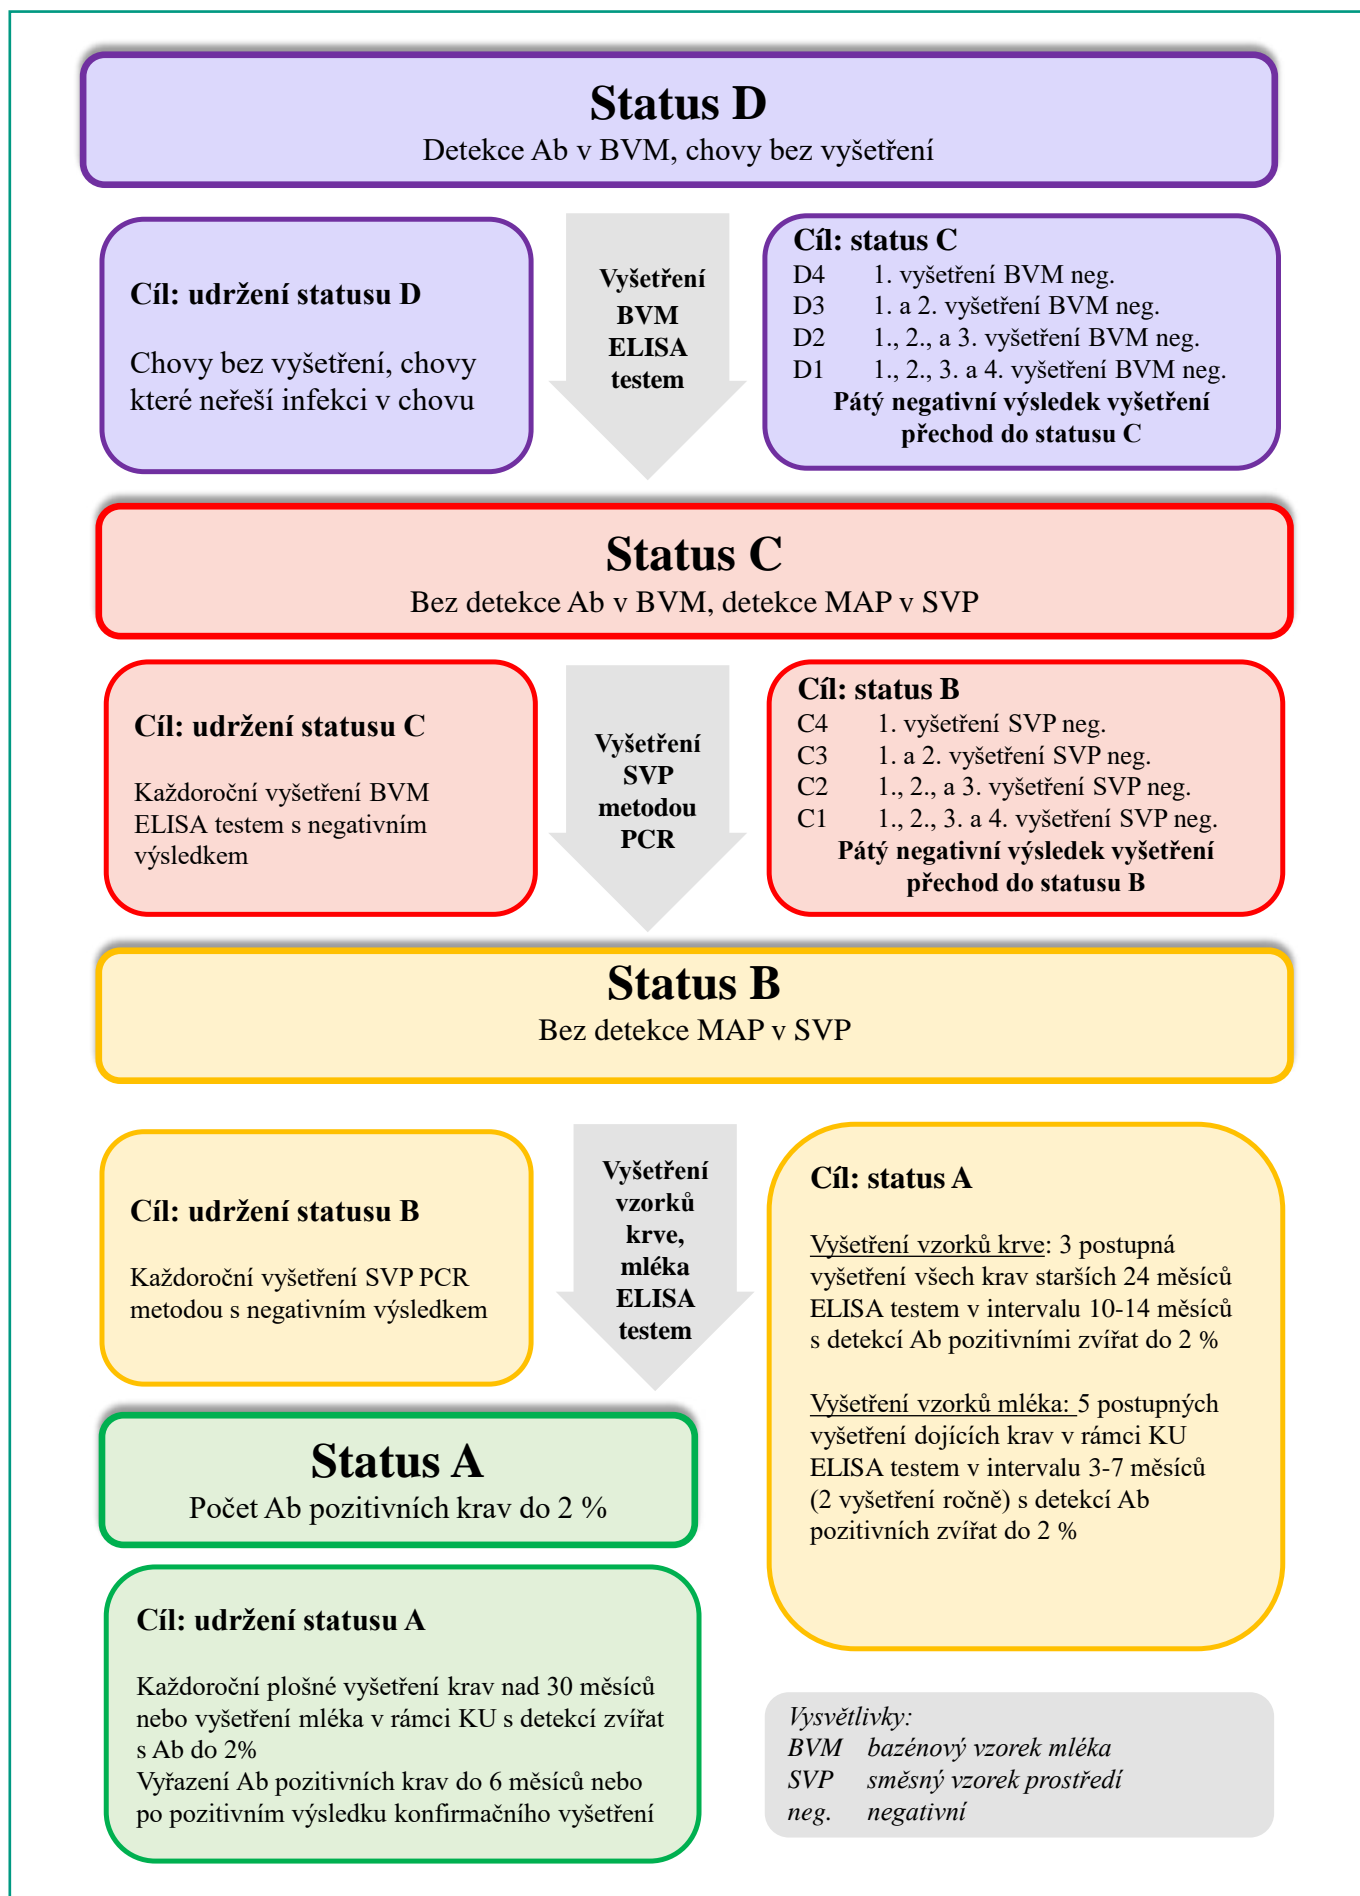 Status D
Detekce Ab v BVM, chovy bez vyšetření
Cíl: udržení statusu D
Chovy bez vyšetření, chovy
které neřeší infekci v chovu
Vyšetření
BVM
ELISA
testem
Cíl: status C
D4 1. vyšetření BVM neg.
D3 1. a 2. vyšetření BVM neg.
D2 1., 2., a 3. vyšetření BVM neg.
D1 1., 2., 3. a 4. vyšetření BVM neg.
Pátý negativní výsledek vyšetření
přechod do statusu C
Status C
Bez detekce Ab v BVM, detekce MAP v SVP
Cíl: udržení statusu C
Každoroční vyšetření BVM
ELISA testem s negativním
výsledkem
Vyšetření
SVP
metodou
PCR
Cíl: status B
C4 1. vyšetření SVP neg.
C3 1. a 2. vyšetření SVP neg.
C2 1., 2., a 3. vyšetření SVP neg.
C1 1., 2., 3. a 4. vyšetření SVP neg.
Pátý negativní výsledek vyšetření
přechod do statusu B
Status B
Bez detekce MAP v SVP
Cíl: udržení statusu B
Každoroční vyšetření SVP PCR
metodou s negativním výsledkem
Vyšetření
vzorků
krve,
mléka
ELISA
testem
Cíl: status A
Vyšetření vzorků krve: 3 postupná
vyšetření všech krav starších 24 měsíců
ELISA testem v intervalu 10-14 měsíců
s detekcí Ab pozitivními zvířat do 2 %
Vyšetření vzorků mléka: 5 postupných
vyšetření dojících krav v rámci KU
ELISA testem v intervalu 3-7 měsíců
(2 vyšetření ročně) s detekcí Ab
pozitivních zvířat do 2 %
Status A
Počet Ab pozitivních krav do 2 %
Cíl: udržení statusu A
Každoroční plošné vyšetření krav nad 30 měsíců
nebo vyšetření mléka v rámci KU s detekcí zvířat
s Ab do 2%
Vyřazení Ab pozitivních krav do 6 měsíců nebo
po pozitivním výsledku konfirmačního vyšetření
Vysvětlivky:
BVM bazénový vzorek mléka
SVP směsný vzorek prostředí
neg. negativní